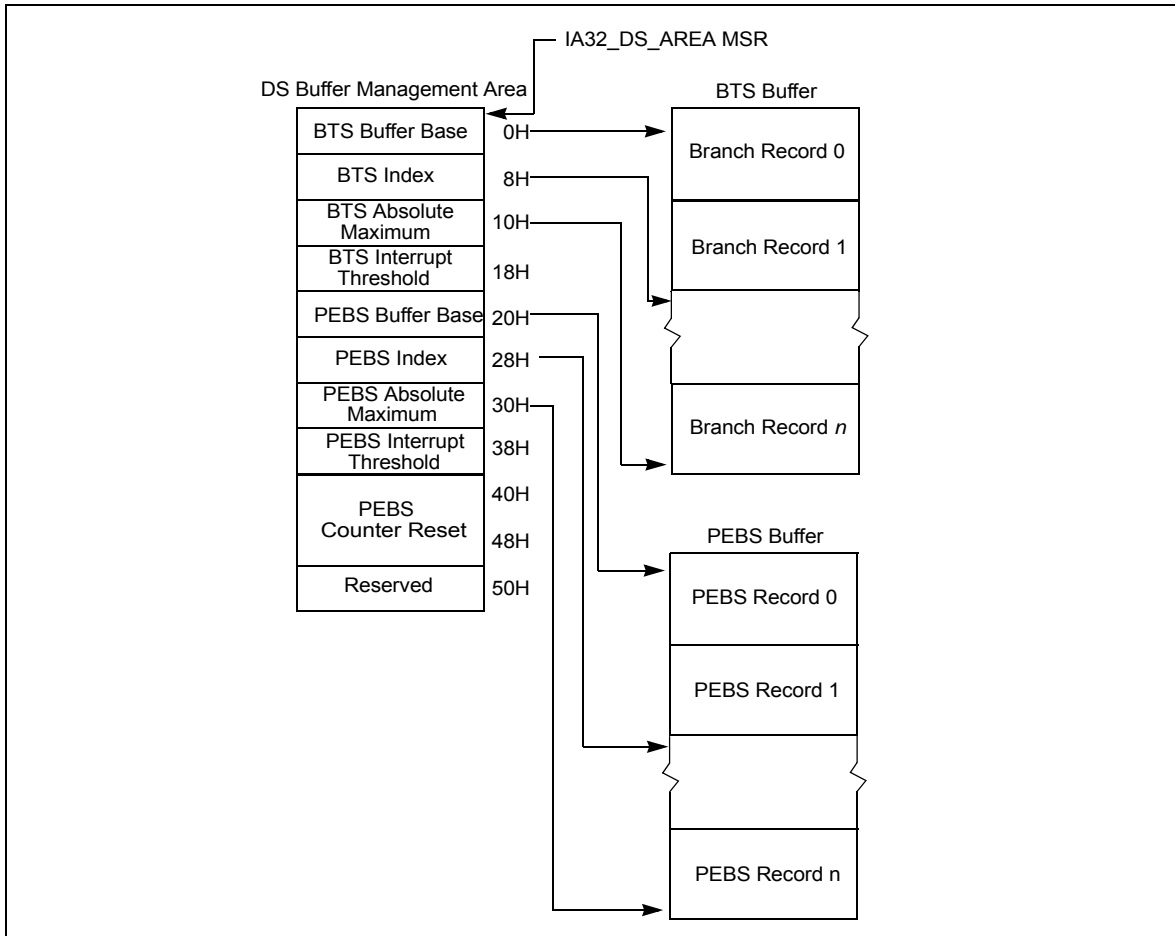 IA32_DS_AREA MSR
DS Buffer Management Area
BTS Buffer Base 0H
BTS Index 8H
BTS Absolute
Maximum 10H
BTS Interrupt
Threshold 18H
PEBS Buffer Base 20H
PEBS Index 28H
PEBS Absolute
Maximum 30H
PEBS Interrupt
Threshold 38H
40H
PEBS
Counter Reset
48H
Reserved 50H
BTS Buffer
Branch Record 0
Branch Record 1
Branch Record n
PEBS Buffer
PEBS Record 0
PEBS Record 1
PEBS Record n